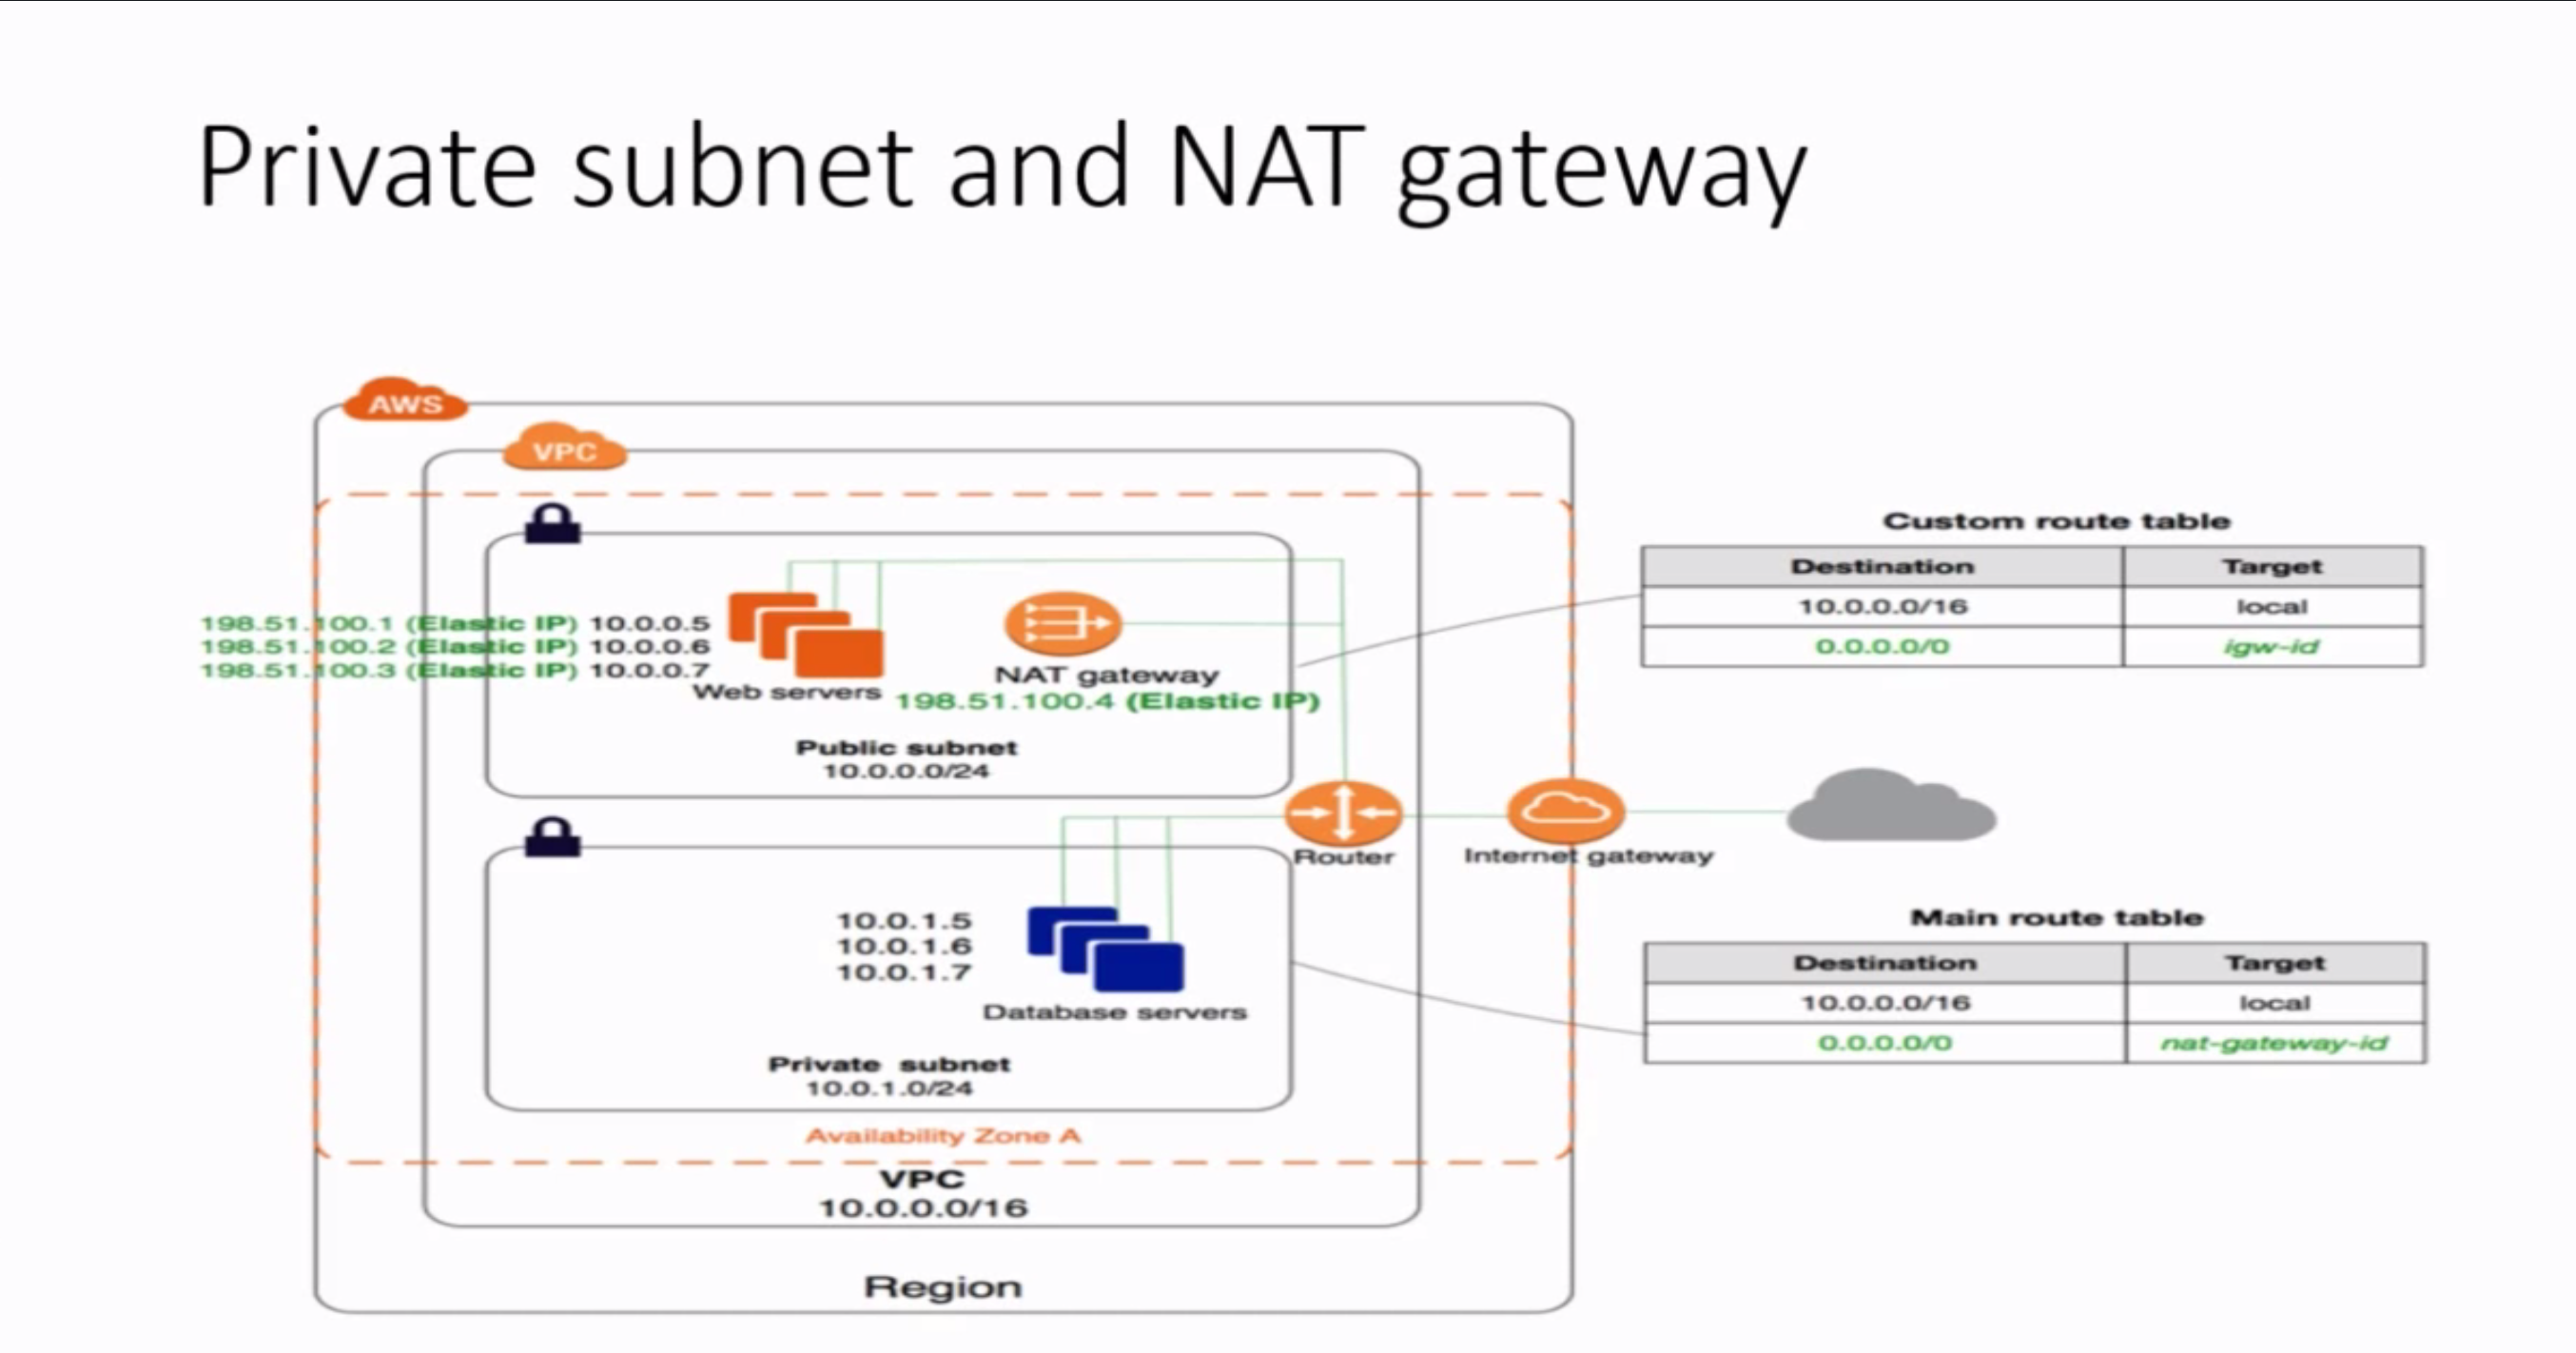 Private subnet and NAT gateway
AWS
VPC
198.51.100.1 (Elastic IP) 10.0.0.5
198.51.100.2 (Elastic IP) 10.0.0.6
198.51.100.3 (Elastic IP) 10.0.0.7
Web servers
NAT gateway
198.51.100.4 (Elastic IP)
Public subnet
10.0.0.0/24
Custom route table
Destination Target
10.0.0.0/16 local
0.0.0.0/0 igw-id
Router
Internet gateway
10.0.1.5
10.0.1.6
10.0.1.7
Database servers
Private subnet
10.0.1.0/24
Main route table
Destination Target
10.0.0.0/16 local
0.0.0.0/0 nat-gateway-id
Availability Zone A
VPC
10.0.0.0/16
Region